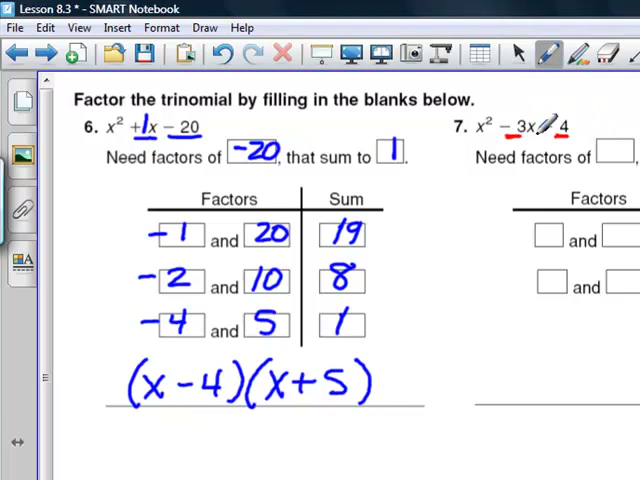 Lesson 8.3 * - SMART Notebook
File Edit View Insert Format Draw Help
Factor the trinomial by filling in the blanks below.
6. x² + 1x − 20
Need factors of -20, that sum to 1.
Factors Sum
-1 and 20 19
-2 and 10 8
-4 and 5 1
(x - 4)(x + 5)
7. x² − 3x 4
Need factors of
Factors
and
and